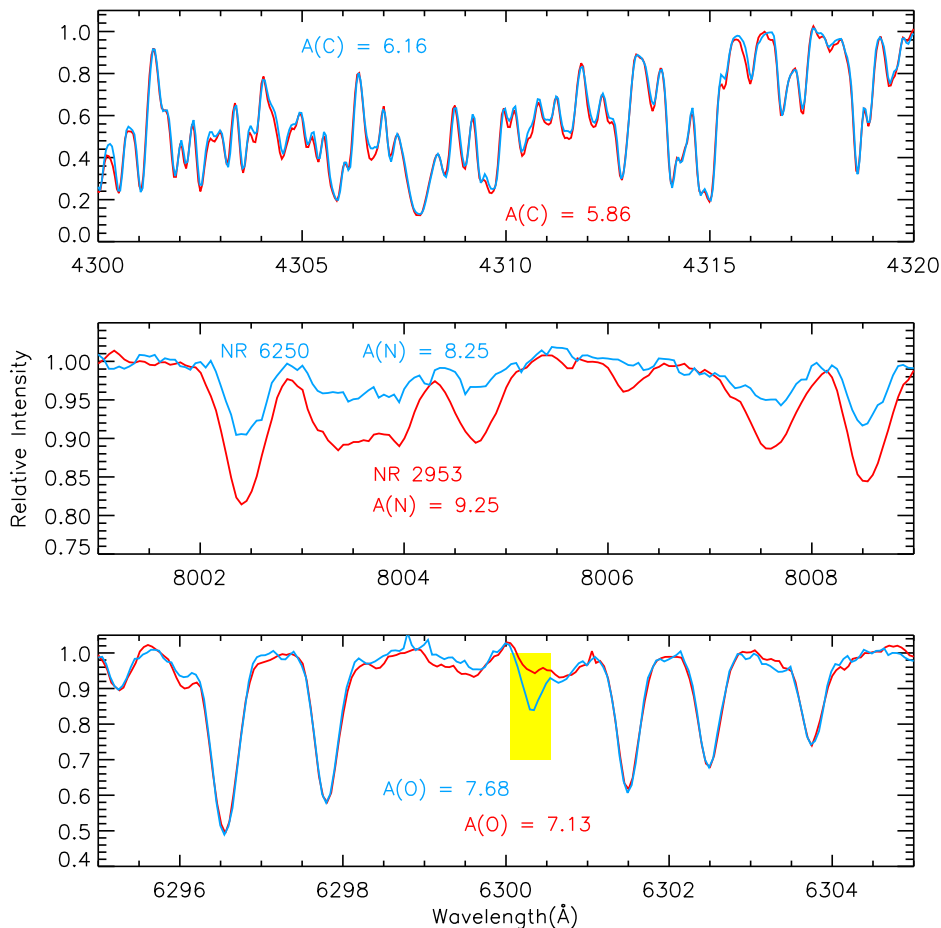 1.0
A(C) = 6.16
0.8
0.6
0.4
0.2
A(C) = 5.86
0.0
4300 4305 4310 4315 4320
1.00
NR 6250 A(N) = 8.25
0.95
0.90
NR 2953
0.85
A(N) = 9.25
0.80
0.75
8002 8004 8006 8008
Relative Intensity
1.0
0.9
0.8
0.7
0.6
A(O) = 7.68
A(O) = 7.13
0.5
0.4
6296 6298 6300 6302 6304
Wavelength(Å)